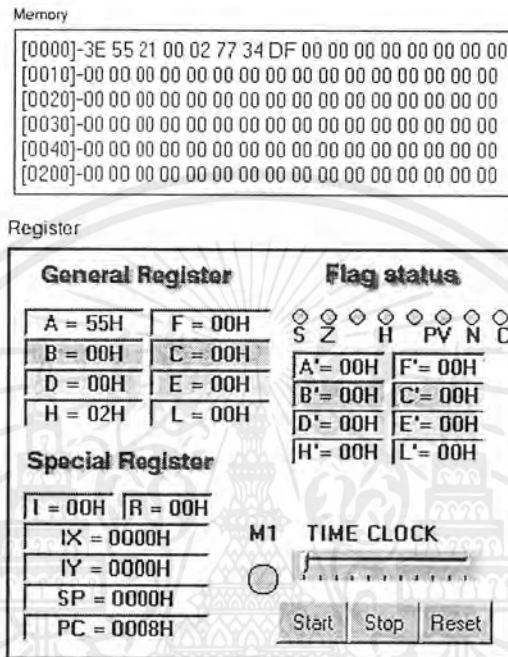 Memory
[0000]-3E 55 21 00 02 77 34 DF 00 00 00 00 00 00 00 00
[0010]-00 00 00 00 00 00 00 00 00 00 00 00 00 00 00 00
[0020]-00 00 00 00 00 00 00 00 00 00 00 00 00 00 00 00
[0030]-00 00 00 00 00 00 00 00 00 00 00 00 00 00 00 00
[0040]-00 00 00 00 00 00 00 00 00 00 00 00 00 00 00 00
[0200]-00 00 00 00 00 00 00 00 00 00 00 00 00 00 00 00
Register
General Register
A = 55H F = 00H
B = 00H C = 00H
D = 00H E = 00H
H = 02H L = 00H
Flag status
S Z H PV N C
A'= 00H F'= 00H
B'= 00H C'= 00H
D'= 00H E'= 00H
H'= 00H L'= 00H
Special Register
I = 00H R = 00H
IX = 0000H
IY = 0000H
SP = 0000H
PC = 0008H
M1 TIME CLOCK
Start Stop Reset